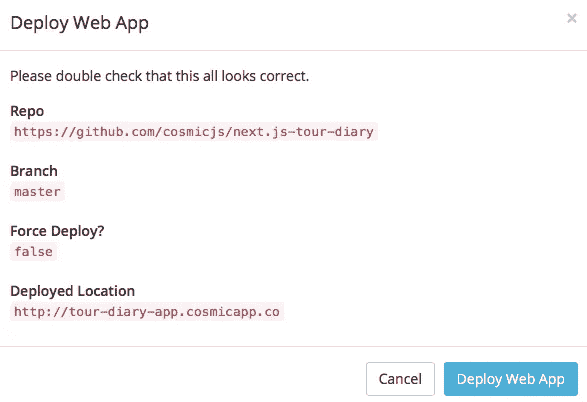 Deploy Web App
×
Please double check that this all looks correct.
Repo
https://github.com/cosmicjs/next.js-tour-diary
Branch
master
Force Deploy?
false
Deployed Location
http://tour-diary-app.cosmicapp.co
Cancel
Deploy Web App